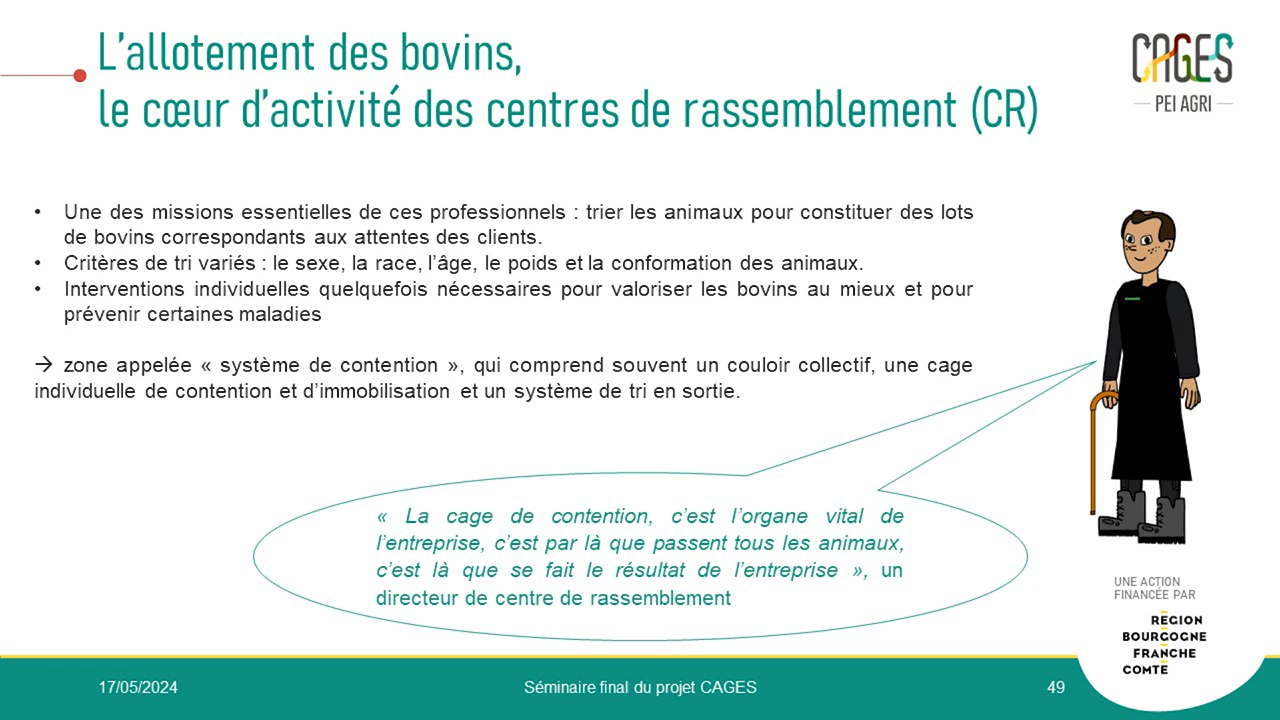 L'allotement des bovins,
le cœur d'activité des centres de rassemblement (CR)
CAGES
PEI AGRI
• Une des missions essentielles de ces professionnels : trier les animaux pour constituer des lots
de bovins correspondants aux attentes des clients.
• Critères de tri variés : le sexe, la race, l'âge, le poids et la conformation des animaux.
• Interventions individuelles quelquefois nécessaires pour valoriser les bovins au mieux et pour
prévenir certaines maladies
→ zone appelée « système de contention », qui comprend souvent un couloir collectif, une cage
individuelle de contention et d'immobilisation et un système de tri en sortie.
« La cage de contention, c'est l'organe vital de
l'entreprise, c'est par là que passent tous les animaux,
c'est là que se fait le résultat de l'entreprise », un
directeur de centre de rassemblement
UNE ACTION
FINANCÉE PAR
REGION
BOURGOGNE
FRANCHE
COMTE
17/05/2024
Séminaire final du projet CAGES
49